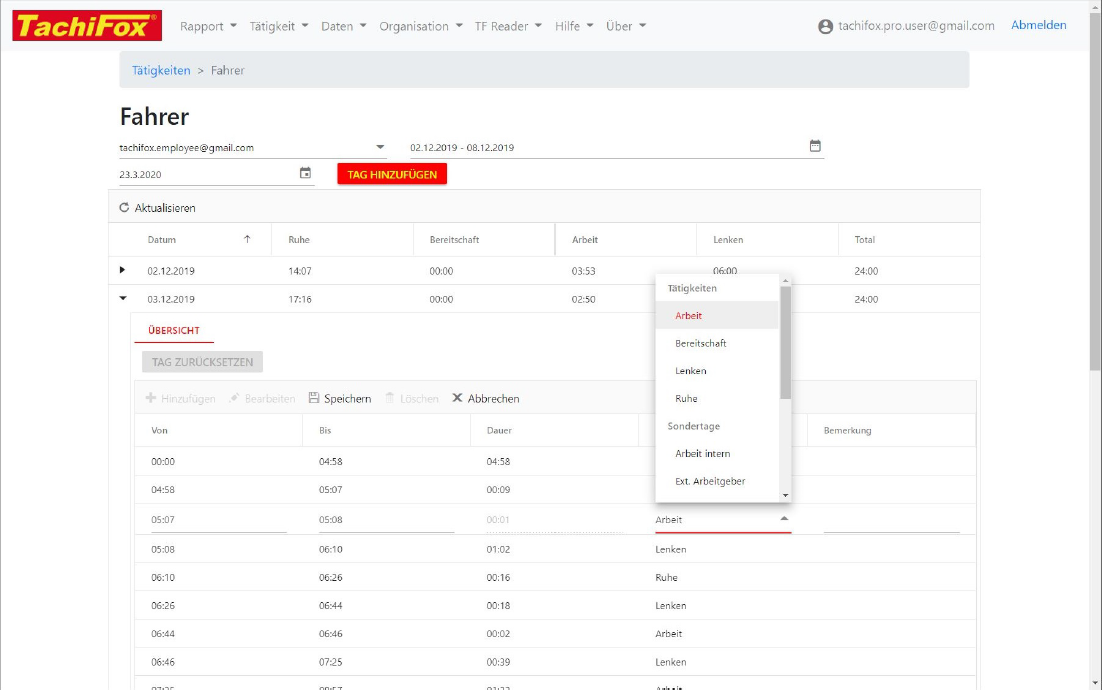 TachiFox
Rapport Tätigkeit Daten Organisation TF Reader Hilfe Über tachifox.pro.user@gmail.com Abmelden
Tätigkeiten > Fahrer
Fahrer
tachifox.employee@gmail.com 02.12.2019 - 08.12.2019
23.3.2020 TAG HINZUFÜGEN
Aktualisieren
Datum Ruhe Bereitschaft Arbeit Lenken Total
02.12.2019 14:07 00:00 03:53 06:00 24:00
03.12.2019 17:16 00:00 02:50 24:00
ÜBERSICHT
TAG ZURÜCKSETZEN
Tätigkeiten
Arbeit
Bereitschaft
Lenken
Ruhe
Sondertage
Arbeit intern
Ext. Arbeitgeber
Hinzufügen Bearbeiten Speichern Löschen Abbrechen
Von Bis Dauer Bemerkung
00:00 04:58 04:58
04:58 05:07 00:09
05:07 05:08 00:01 Arbeit
05:08 06:10 01:02 Lenken
06:10 06:26 00:16 Ruhe
06:26 06:44 00:18 Lenken
06:44 06:46 00:02 Arbeit
06:46 07:25 00:39 Lenken